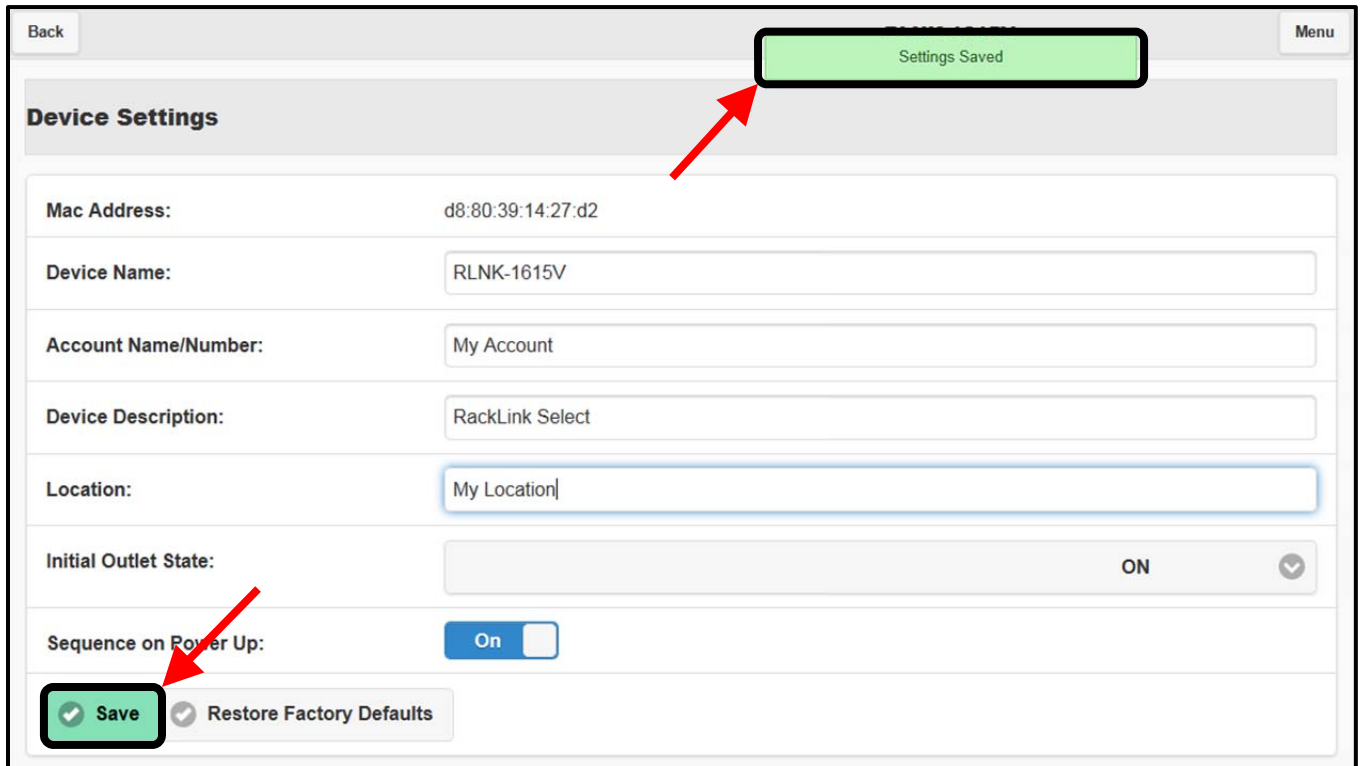 Back
Menu
Settings Saved
Device Settings
Mac Address: d8:80:39:14:27:d2
Device Name: RLNK-1615V
Account Name/Number: My Account
Device Description: RackLink Select
Location: My Location
Initial Outlet State: ON
Sequence on Power Up: On
Save Restore Factory Defaults